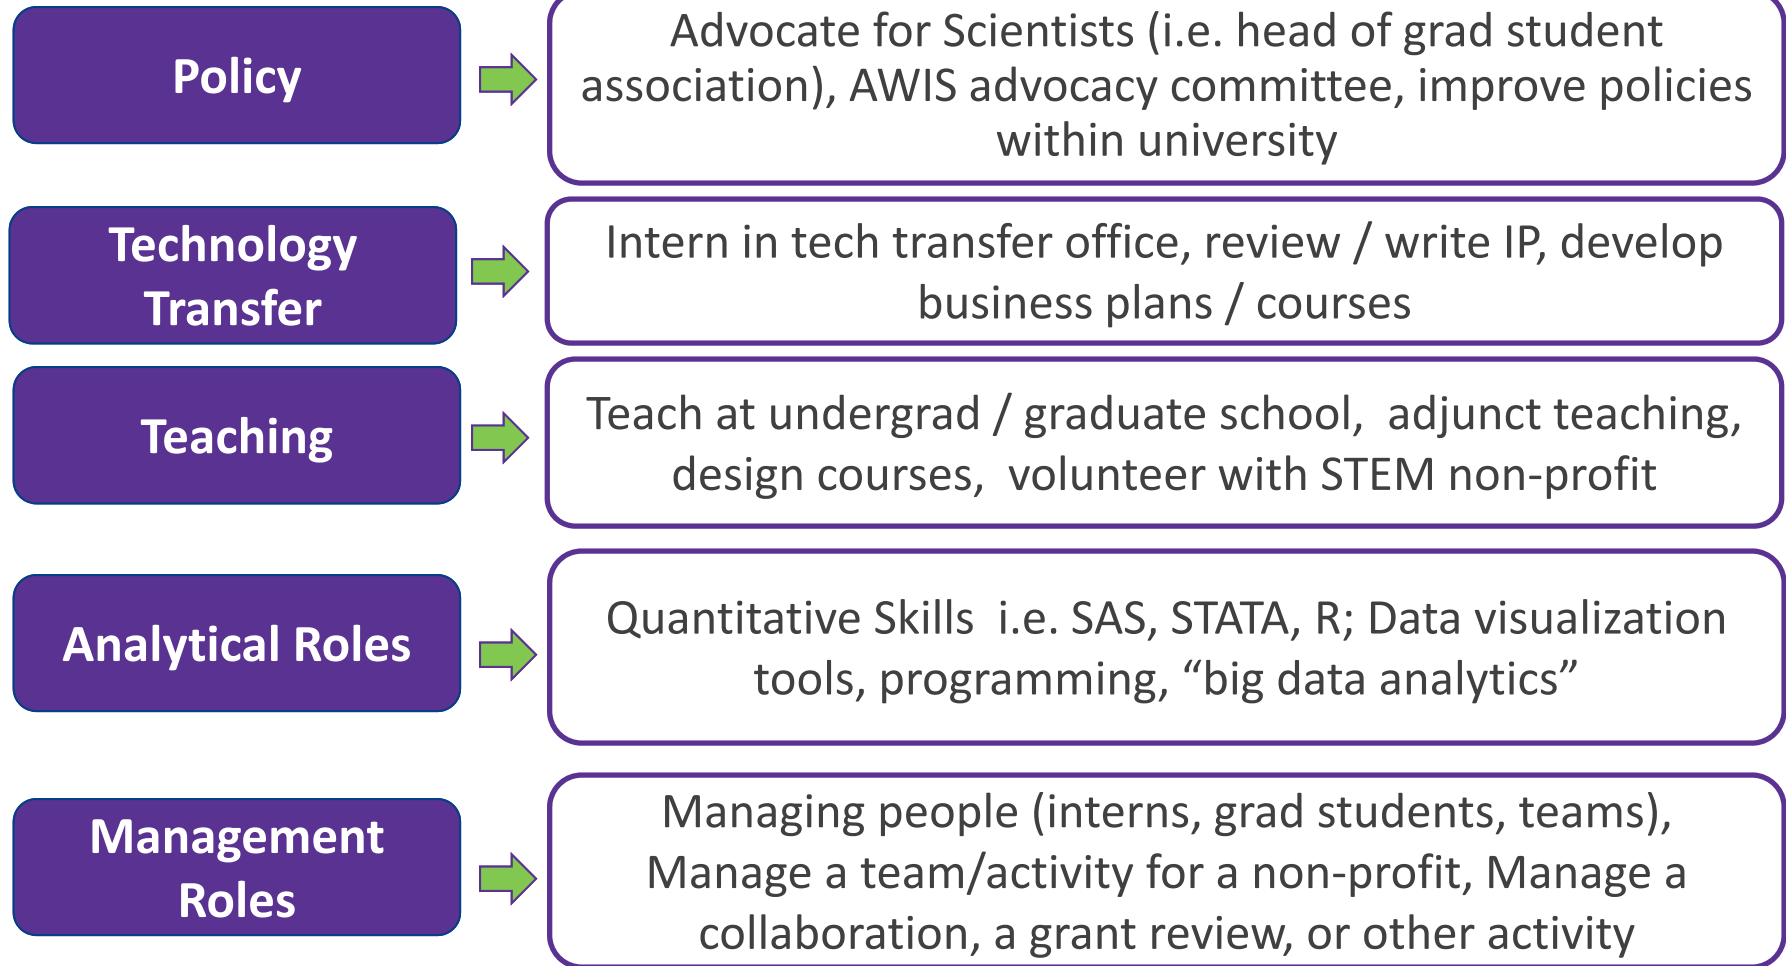 Policy
Advocate for Scientists (i.e. head of grad student
association), AWIS advocacy committee, improve policies
within university
Technology
Transfer
Intern in tech transfer office, review / write IP, develop
business plans / courses
Teaching
Teach at undergrad / graduate school,  adjunct teaching,
design courses,  volunteer with STEM non-profit
Analytical Roles
Quantitative Skills  i.e. SAS, STATA, R; Data visualization
tools, programming, “big data analytics”
Management
Roles
Managing people (interns, grad students, teams),
Manage a team/activity for a non-profit, Manage a
collaboration, a grant review, or other activity